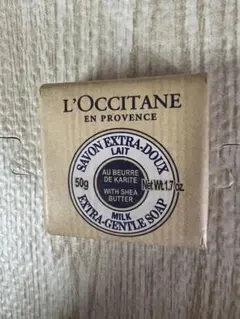 L'OCCITANE
EN PROVENCE
SAVON EXTRA-DOUX
LAIT
AU BEURRE
DE KARITE
50g
Net Wt.1.7 oz.
WITH SHEA
BUTTER
MILK
EXTRA-GENTLE SOAP